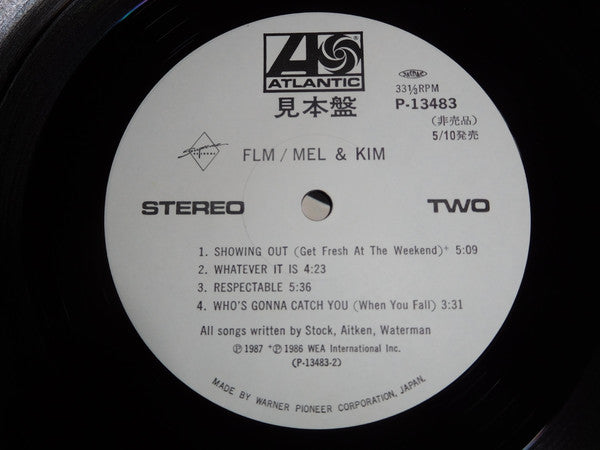 ATLANTIC
見本盤
33⅓RPM
P-13483
(非売品)
5/10発売
FLM / MEL & KIM
STEREO
TWO
1. SHOWING OUT (Get Fresh At The Weekend)⁺ 5:09
2. WHATEVER IT IS 4:23
3. RESPECTABLE 5:36
4. WHO'S GONNA CATCH YOU (When You Fall) 3:31
All songs written by Stock, Aitken, Waterman
℗ 1987 ⁺℗ 1986 WEA International Inc.
(P-13483-2)
MADE BY WARNER PIONEER CORPORATION, JAPAN.